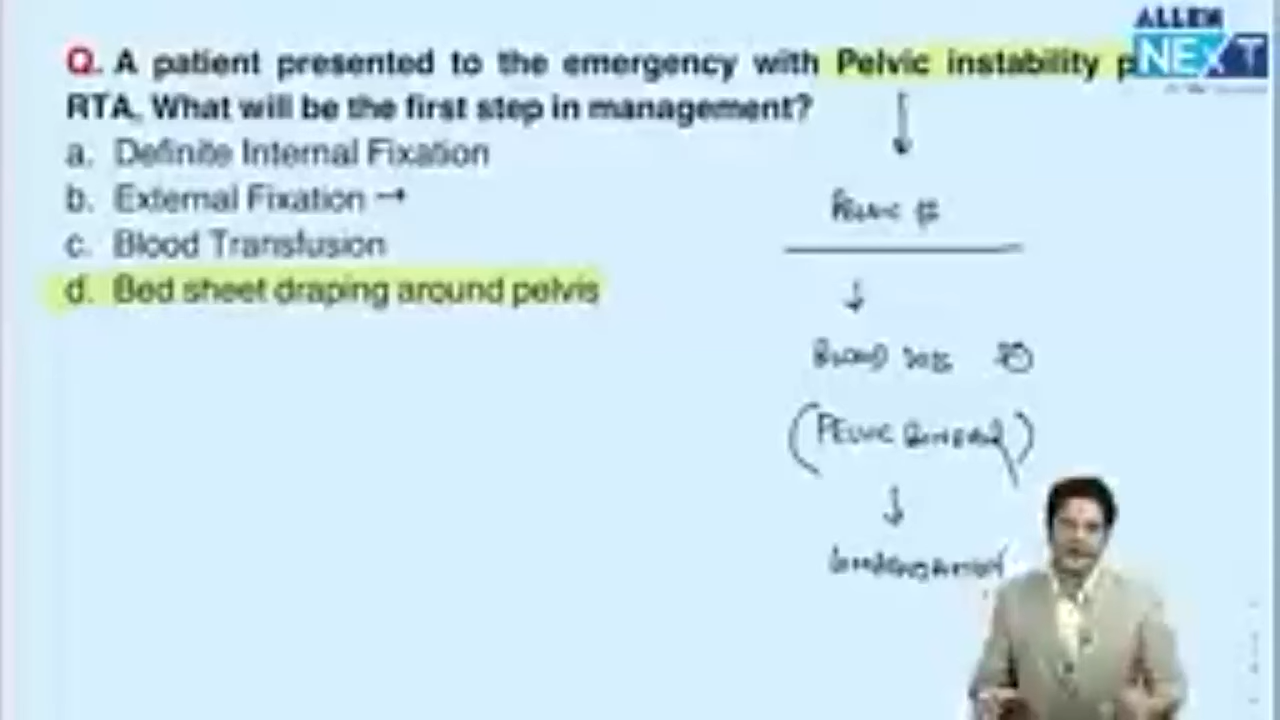 ALLEN
NEXT
Q. A patient presented to the emergency with Pelvic instability p
RTA. What will be the first step in management?
a. Definite Internal Fixation
b. External Fixation →
c. Blood Transfusion
d. Bed sheet draping around pelvis
PELVIC #
BLOOD
(PELVIC BINDER)